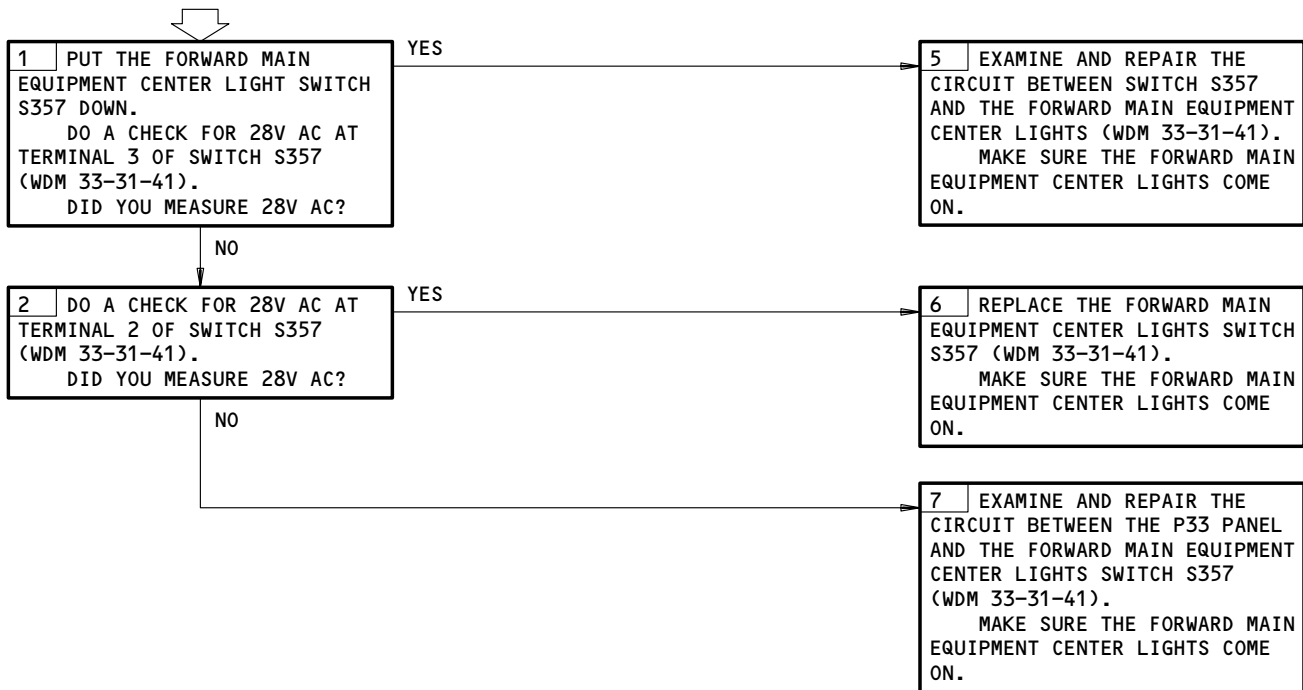 1 PUT THE FORWARD MAIN
EQUIPMENT CENTER LIGHT SWITCH
S357 DOWN.
DO A CHECK FOR 28V AC AT
TERMINAL 3 OF SWITCH S357
(WDM 33-31-41).
DID YOU MEASURE 28V AC?
YES
5 EXAMINE AND REPAIR THE
CIRCUIT BETWEEN SWITCH S357
AND THE FORWARD MAIN EQUIPMENT
CENTER LIGHTS (WDM 33-31-41).
MAKE SURE THE FORWARD MAIN
EQUIPMENT CENTER LIGHTS COME
ON.
NO
2 DO A CHECK FOR 28V AC AT
TERMINAL 2 OF SWITCH S357
(WDM 33-31-41).
DID YOU MEASURE 28V AC?
YES
6 REPLACE THE FORWARD MAIN
EQUIPMENT CENTER LIGHTS SWITCH
S357 (WDM 33-31-41).
MAKE SURE THE FORWARD MAIN
EQUIPMENT CENTER LIGHTS COME
ON.
NO
7 EXAMINE AND REPAIR THE
CIRCUIT BETWEEN THE P33 PANEL
AND THE FORWARD MAIN EQUIPMENT
CENTER LIGHTS SWITCH S357
(WDM 33-31-41).
MAKE SURE THE FORWARD MAIN
EQUIPMENT CENTER LIGHTS COME
ON.